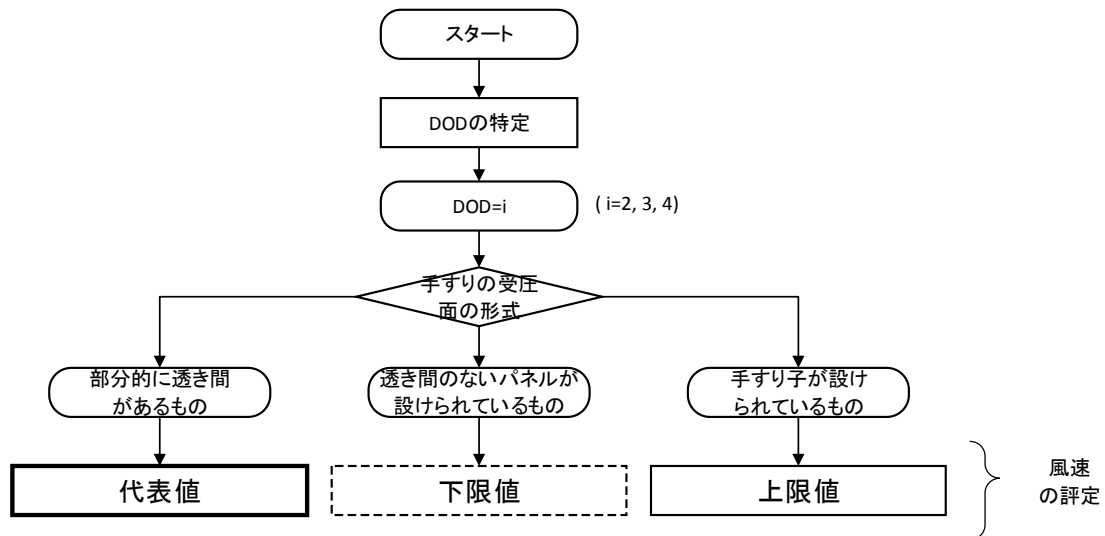 スタート
DODの特定
DOD=i
( i=2, 3, 4)
手すりの受圧
面の形式
部分的に透き間
があるもの
透き間のないパネルが
設けられているもの
手すり子が設け
られているもの
代表値
下限値
上限値
風速
の評定